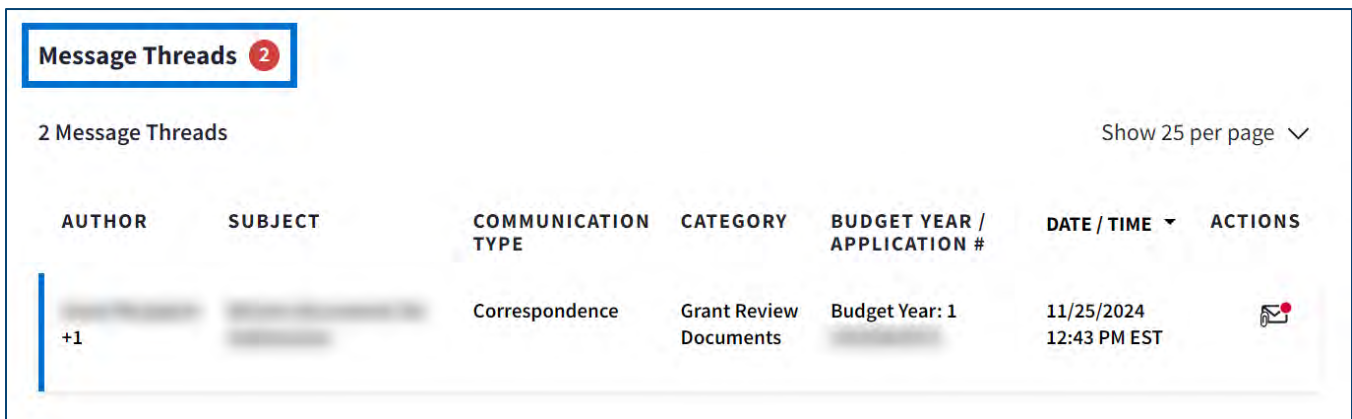 Message Threads 2
2 Message Threads
Show 25 per page
AUTHOR SUBJECT COMMUNICATION TYPE CATEGORY BUDGET YEAR / APPLICATION # DATE / TIME ACTIONS
+1
Correspondence
Grant Review
Documents
Budget Year: 1
11/25/2024
12:43 PM EST